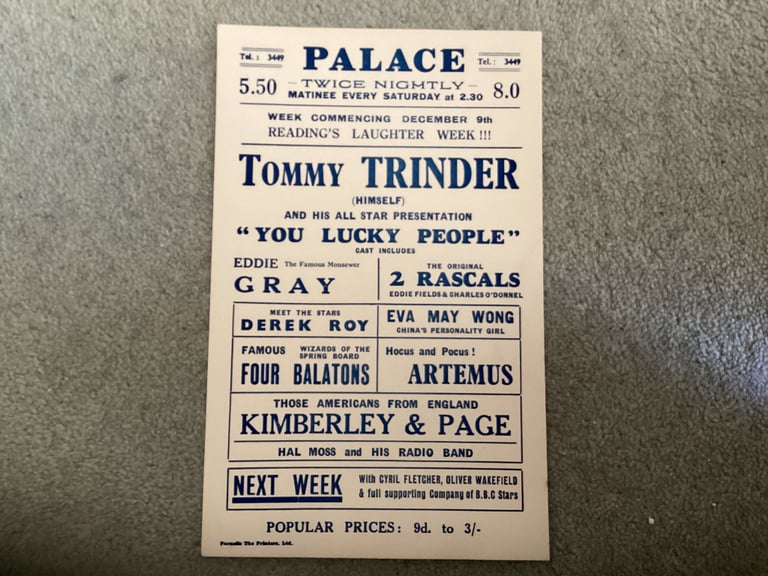 Tel.: 3449 PALACE Tel.: 3449
5.50 – TWICE NIGHTLY – 8.0
MATINEE EVERY SATURDAY at 2.30
WEEK COMMENCING DECEMBER 9th
READING'S LAUGHTER WEEK !!!
TOMMY TRINDER
(HIMSELF)
AND HIS ALL STAR PRESENTATION
"YOU LUCKY PEOPLE"
CAST INCLUDES
EDDIE The Famous Monsewer
GRAY
THE ORIGINAL
2 RASCALS
EDDIE FIELDS & CHARLES O'DONNEL
MEET THE STARS
DEREK ROY
EVA MAY WONG
CHINA'S PERSONALITY GIRL
FAMOUS WIZARDS OF THE
SPRING BOARD
FOUR BALATONS
Hocus and Pocus !
ARTEMUS
THOSE AMERICANS FROM ENGLAND
KIMBERLEY & PAGE
HAL MOSS and HIS RADIO BAND
NEXT WEEK
With CYRIL FLETCHER, OLIVER WAKEFIELD
& full supporting Company of B.B.C Stars
POPULAR PRICES: 9d. to 3/-
The Printers, Ltd.